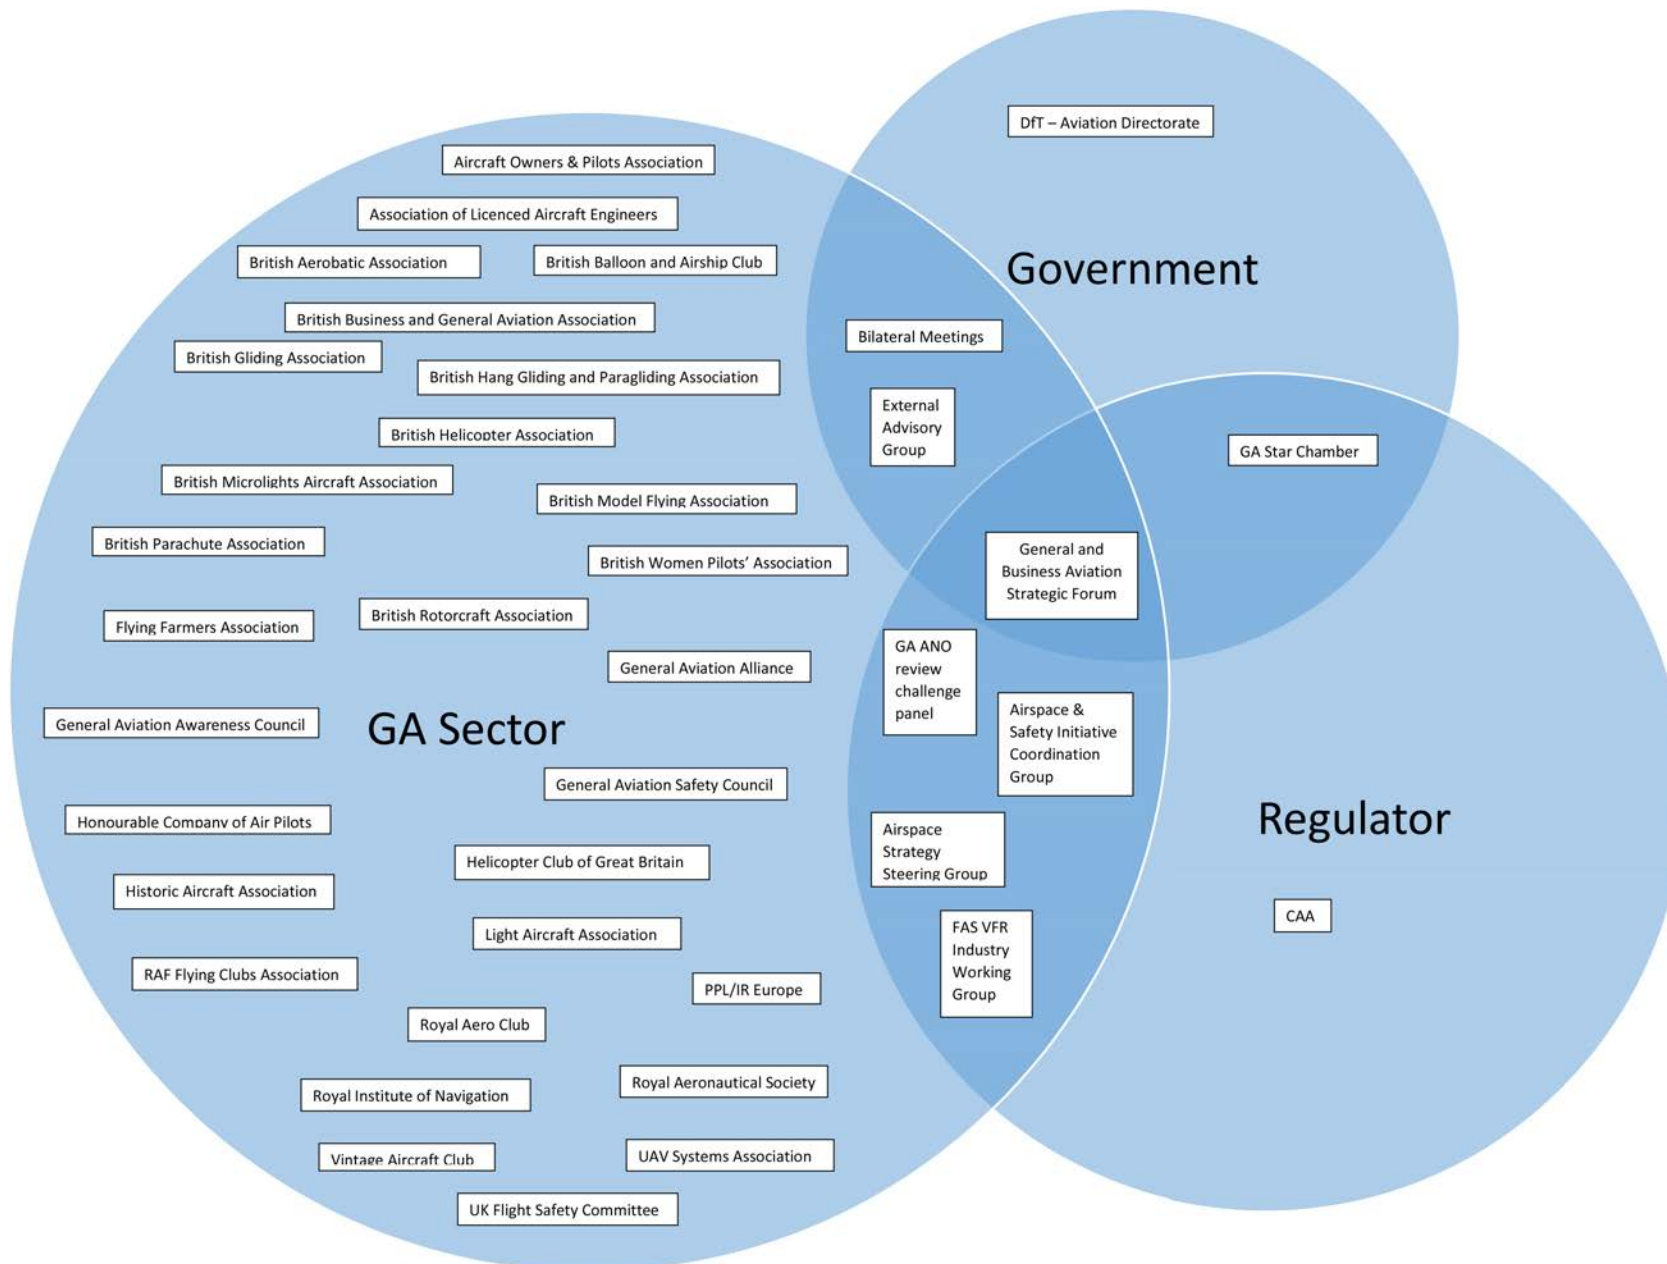 DfT – Aviation Directorate
Aircraft Owners & Pilots Association
Association of Licenced Aircraft Engineers
British Aerobatic Association
British Balloon and Airship Club
Government
British Business and General Aviation Association
Bilateral Meetings
British Gliding Association
British Hang Gliding and Paragliding Association
External
Advisory
Group
British Helicopter Association
GA Star Chamber
British Microlights Aircraft Association
British Model Flying Association
British Parachute Association
General and
Business Aviation
Strategic Forum
British Women Pilots' Association
British Rotorcraft Association
Flying Farmers Association
GA ANO
review
challenge
panel
General Aviation Alliance
General Aviation Awareness Council
GA Sector
Airspace &
Safety Initiative
Coordination
Group
General Aviation Safety Council
Honourable Company of Air Pilots
Regulator
Airspace
Strategy
Steering Group
Helicopter Club of Great Britain
Historic Aircraft Association
CAA
Light Aircraft Association
FAS VFR
Industry
Working
Group
RAF Flying Clubs Association
PPL/IR Europe
Royal Aero Club
Royal Aeronautical Society
Royal Institute of Navigation
Vintage Aircraft Club
UAV Systems Association
UK Flight Safety Committee